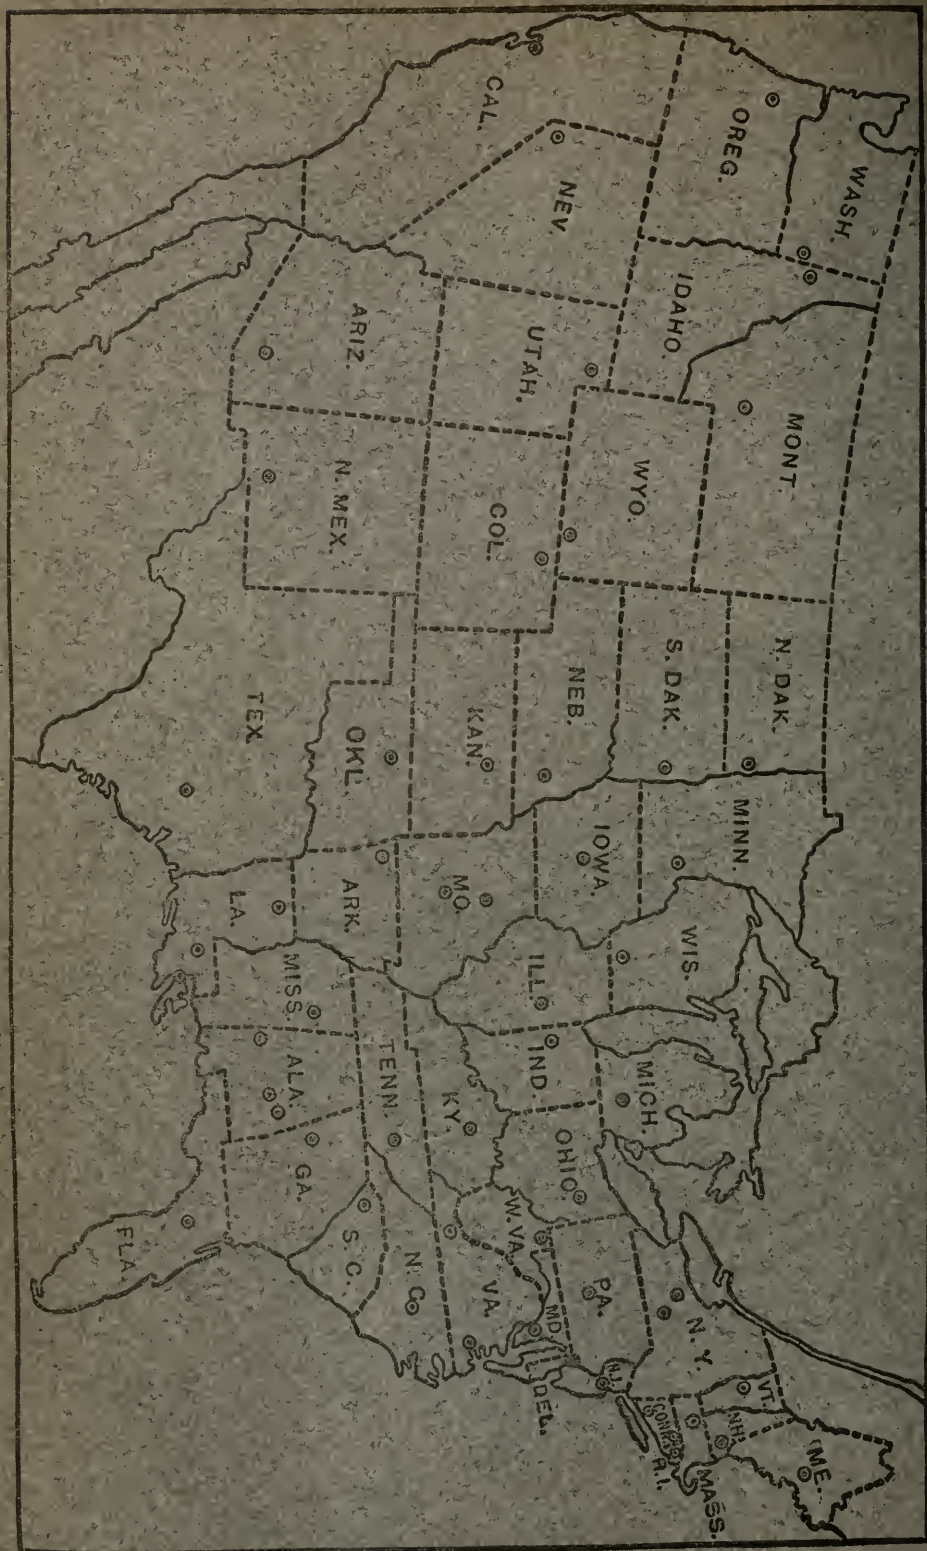 WASH.
OREG.
CAL.
NEV.
IDAHO.
MONT.
WYO.
UTAH.
COL.
ARIZ.
N. MEX.
N. DAK.
S. DAK.
NEB.
KAN.
OKL.
TEX.
MINN.
IOWA.
MO.
ARK.
LA.
WIS.
ILL.
IND.
MICH.
OHIO.
KY.
TENN.
MISS.
ALA.
GA.
FLA.
S. C.
N. C.
VA.
W. VA.
MD.
DEL.
PA.
N.J.
N. Y.
CONN.
R.I.
MASS.
VT.
N.H.
ME.